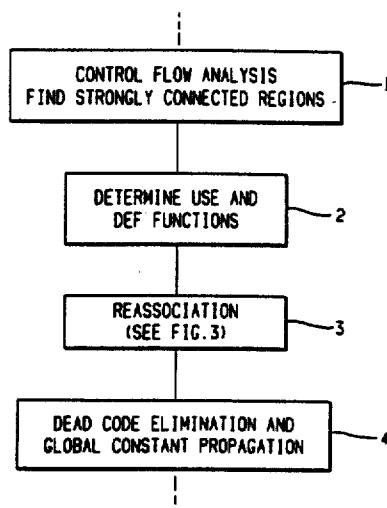 CONTROL FLOW ANALYSIS
FIND STRONGLY CONNECTED REGIONS
1
DETERMINE USE AND
DEF FUNCTIONS
2
REASSOCIATION
(SEE FIG.3)
3
DEAD CODE ELIMINATION AND
GLOBAL CONSTANT PROPAGATION
4